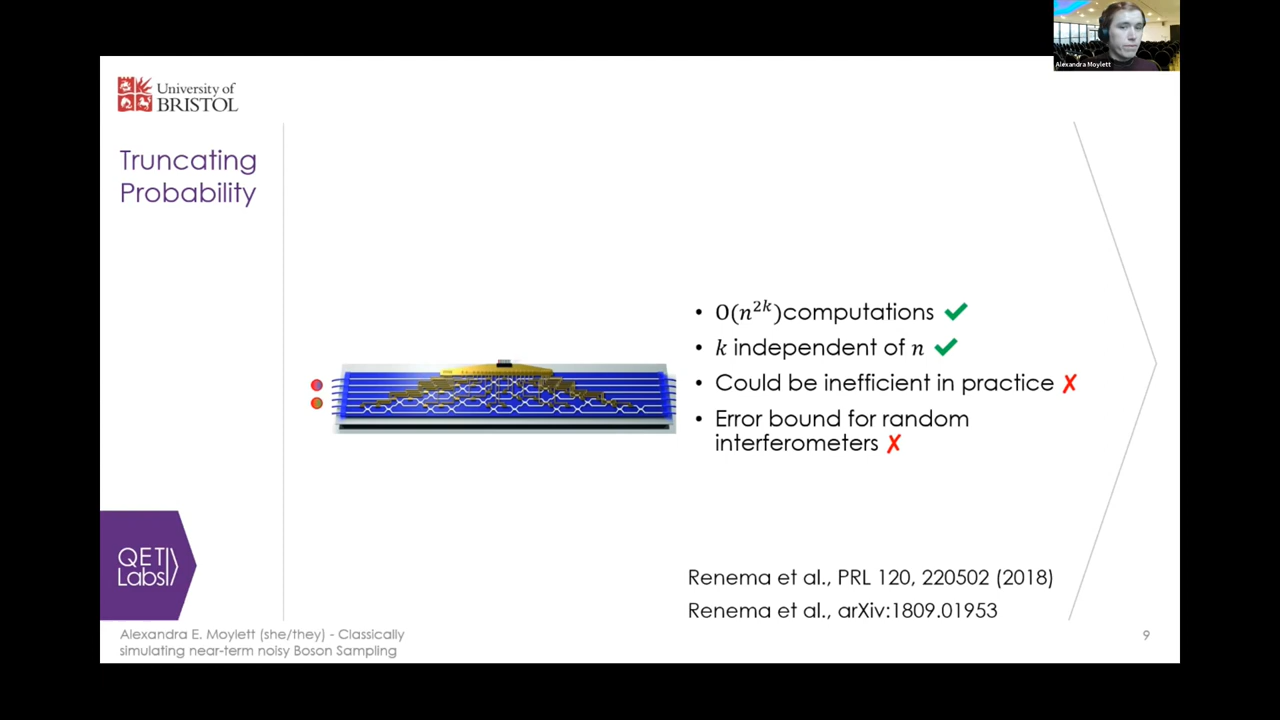 Alexandra Moylett
University of
BRISTOL
Truncating
Probability
• O(n²ᵏ)computations ✓
• k independent of n ✓
• Could be inefficient in practice ✗
• Error bound for random
interferometers ✗
QET
Labs
Renema et al., PRL 120, 220502 (2018)
Renema et al., arXiv:1809.01953
Alexandra E. Moylett (she/they) - Classically
simulating near-term noisy Boson Sampling
9